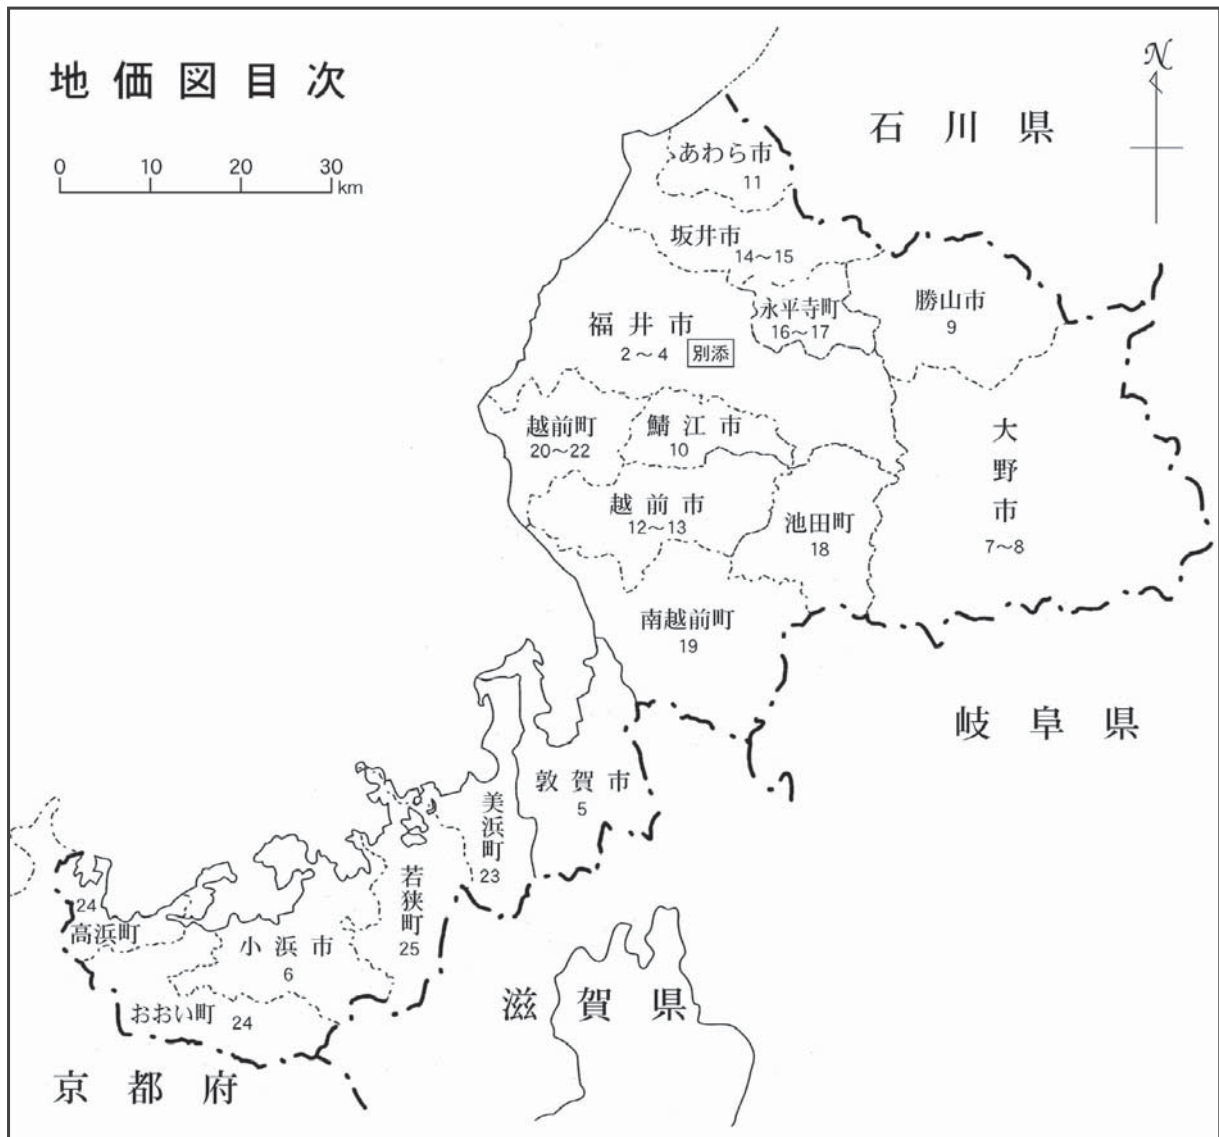 地価図目次
N
0 10 20 30
km
石川県
あわら市
11
坂井市
14～15
永平寺町
16～17
勝山市
9
福井市
2～4
別添
越前町
20～22
鯖江市
10
大野市
7～8
越前市
12～13
池田町
18
南越前町
19
岐阜県
敦賀市
5
美浜町
23
若狭町
25
24
高浜町
小浜市
6
おおい町
24
滋賀県
京都府